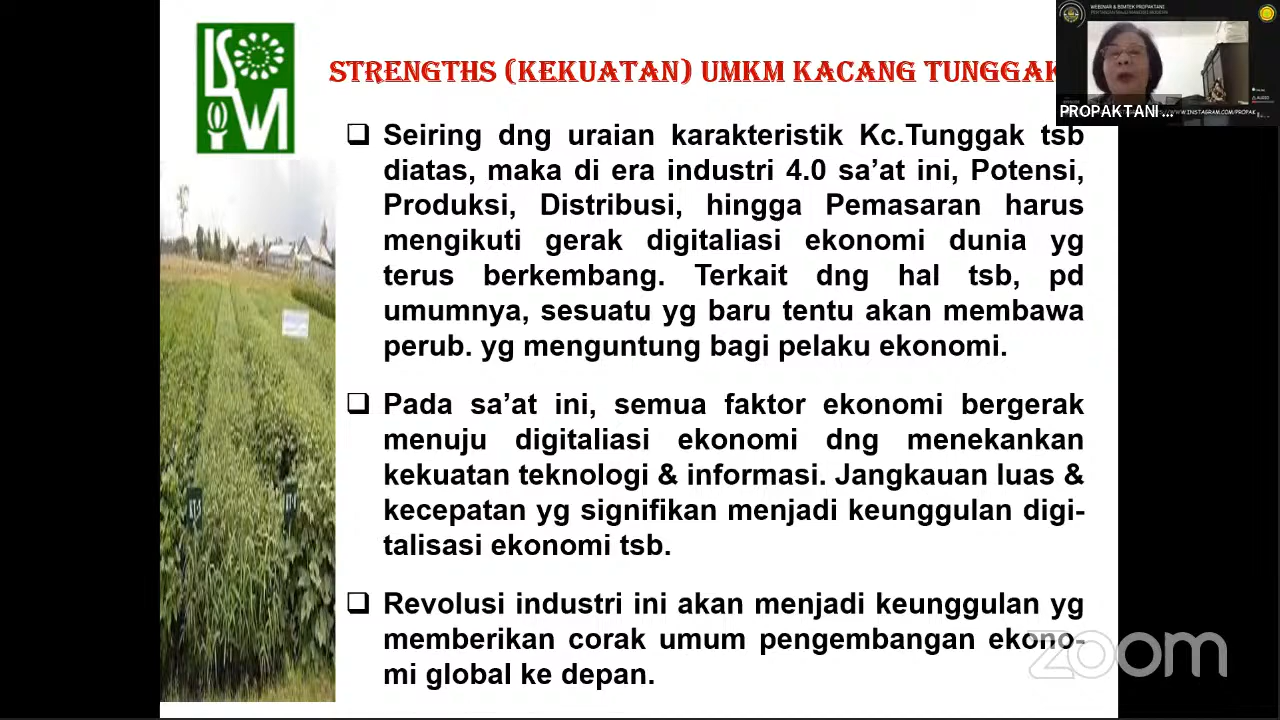 STRENGTHS (KEKUATAN) UMKM KACANG TUNGGAK
Seiring dng uraian karakteristik Kc.Tunggak tsb
diatas, maka di era industri 4.0 sa’at ini, Potensi,
Produksi, Distribusi, hingga Pemasaran harus
mengikuti gerak digitaliasi ekonomi dunia yg
terus berkembang. Terkait dng hal tsb, pd
umumnya, sesuatu yg baru tentu akan membawa
perub. yg menguntung bagi pelaku ekonomi.
Pada sa’at ini, semua faktor ekonomi bergerak
menuju digitaliasi ekonomi dng menekankan
kekuatan teknologi & informasi. Jangkauan luas &
kecepatan yg signifikan menjadi keunggulan digi-
talisasi ekonomi tsb.
Revolusi industri ini akan menjadi keunggulan yg
memberikan corak umum pengembangan ekono-
mi global ke depan.
WEBINAR & BIMTEK PROPAKTANI
PROPAKTANI ...
WWW.INSTAGRAM.COM/PROPAK
zoom